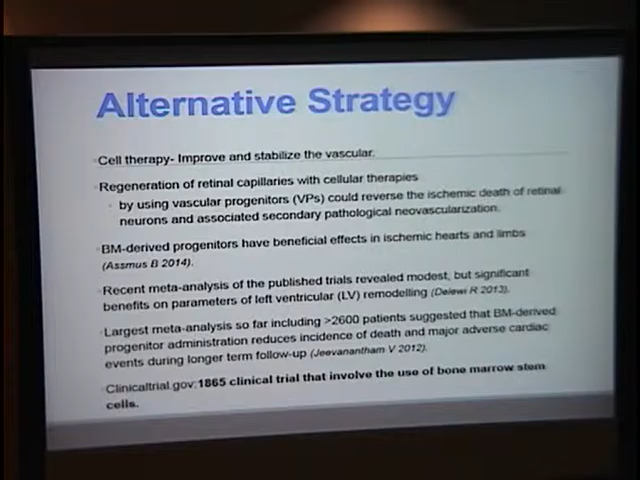 Alternative Strategy
Cell therapy- Improve and stabilize the vascular.
Regeneration of retinal capillaries with cellular therapies
by using vascular progenitors (VPs) could reverse the ischemic death of retinal
neurons and associated secondary pathological neovascularization.
BM-derived progenitors have beneficial effects in ischemic hearts and limbs
(Assmus B 2014).
Recent meta-analysis of the published trials revealed modest, but significant
benefits on parameters of left ventricular (LV) remodelling (Delewi R 2013).
Largest meta-analysis so far including >2600 patients suggested that BM-derived
progenitor administration reduces incidence of death and major adverse cardiac
events during longer term follow-up (Jeevanantham V 2012).
Clinicaltrial.gov:1865 clinical trial that involve the use of bone marrow stem
cells.